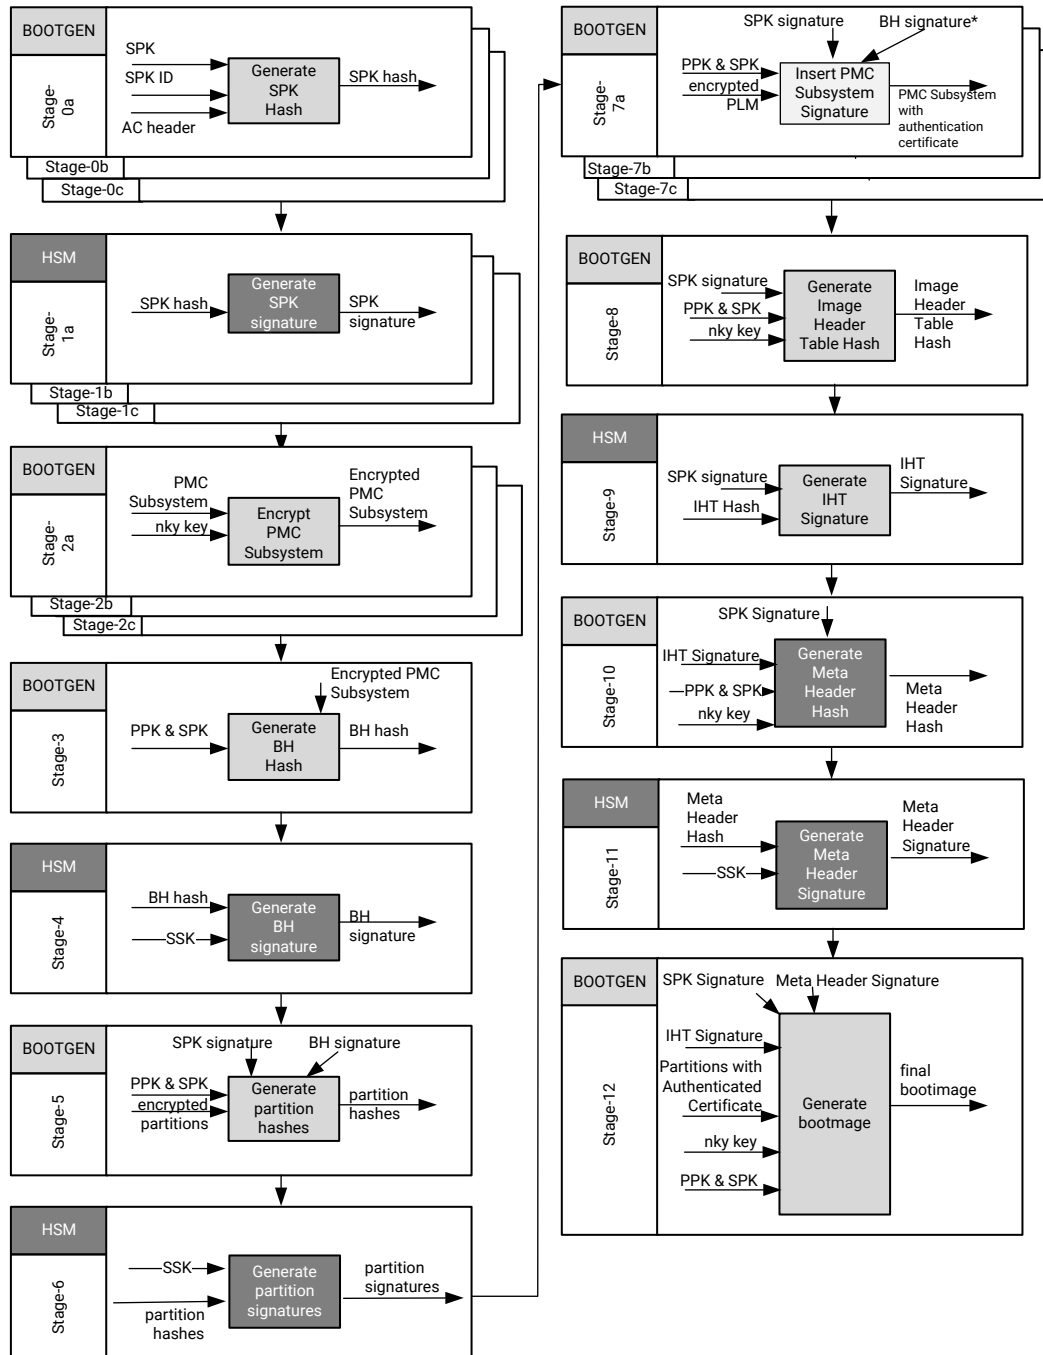 BOOTGEN
Stage-
0a
SPK
SPK ID
AC header
Generate
SPK
Hash
SPK hash
Stage-0b
Stage-0c
HSM
Stage-
1a
SPK hash
Generate
SPK
signature
SPK
signature
Stage-1b
Stage-1c
BOOTGEN
Stage-
2a
PMC
Subsystem
nky key
Encrypt
PMC
Subsystem
Encrypted
PMC
Subsystem
Stage-2b
Stage-2c
BOOTGEN
Stage-3
Encrypted PMC
Subsystem
PPK & SPK
Generate
BH
Hash
BH hash
HSM
Stage-4
BH hash
SSK
Generate
BH
signature
BH
signature
BOOTGEN
Stage-5
SPK signature
BH signature
PPK & SPK
encrypted
partitions
Generate
partition
hashes
partition
hashes
HSM
Stage-6
SSK
partition
hashes
Generate
partition
signatures
partition
signatures
BOOTGEN
Stage-
7a
SPK signature
BH signature*
PPK & SPK
encrypted
PLM
Insert PMC
Subsystem
Signature
PMC Subsystem
with
authentication
certificate
Stage-7b
Stage-7c
BOOTGEN
Stage-8
SPK signature
PPK & SPK
nky key
Generate
Image
Header
Table Hash
Image
Header
Table
Hash
HSM
Stage-9
SPK signature
IHT Hash
Generate
IHT
Signature
IHT
Signature
BOOTGEN
Stage-10
SPK Signature
IHT Signature
PPK & SPK
nky key
Generate
Meta
Header
Hash
Meta
Header
Hash
HSM
Stage-11
Meta
Header
Hash
SSK
Generate
Meta
Header
Signature
Meta
Header
Signature
BOOTGEN
Stage-12
SPK Signature
Meta Header Signature
IHT Signature
Partitions with
Authenticated
Certificate
nky key
PPK & SPK
Generate
bootmage
final
bootimage